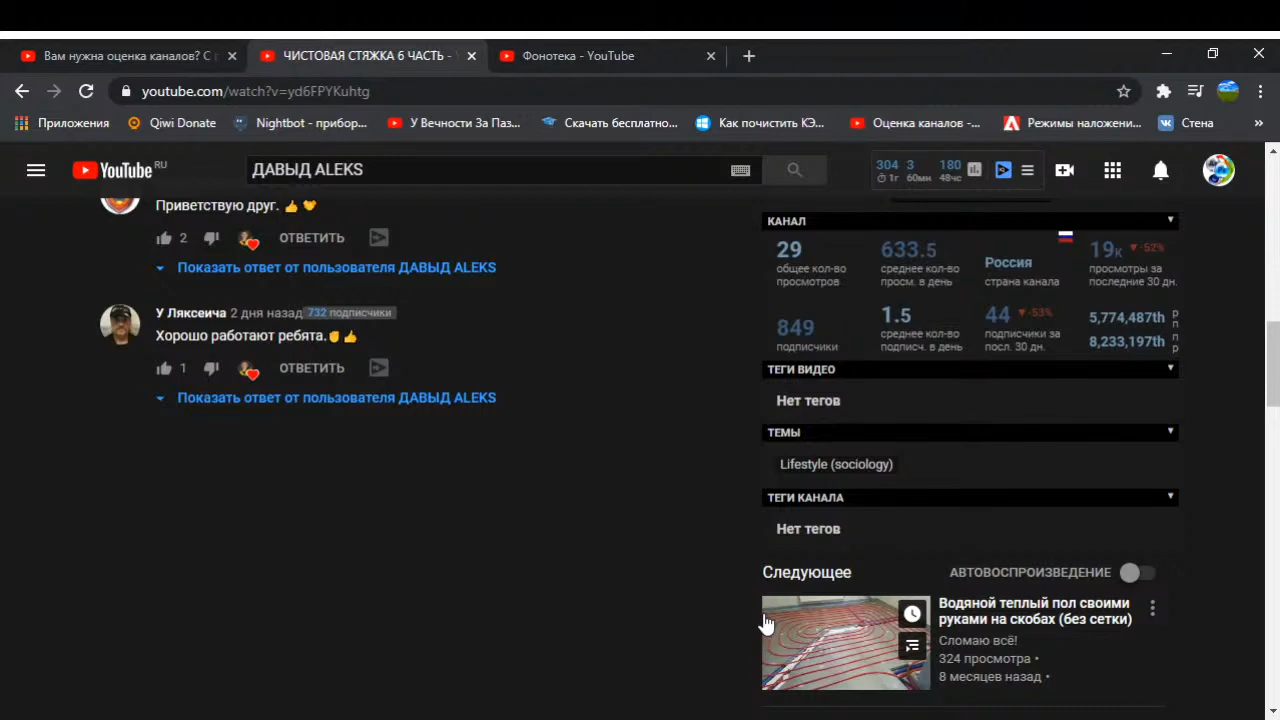 Вам нужна оценка каналов? С г
ЧИСТОВАЯ СТЯЖКА 6 ЧАСТЬ -
Фонотека - YouTube
youtube.com/watch?v=yd6FPYKuhtg
Приложения
Qiwi Donate
Nightbot - прибор...
У Вечности За Паз...
Скачать бесплатно...
Как почистить КЭ...
Оценка каналов -...
Режимы наложени...
Стена
»
YouTube RU
ДАВЫД ALEKS
304 3 180
1г 60мн 48чс
Приветствую друг.
2 ОТВЕТИТЬ
Показать ответ от пользователя ДАВЫД ALEKS
У Ляксеича 2 дня назад 732 подписчики
Хорошо работают ребята.
1 ОТВЕТИТЬ
Показать ответ от пользователя ДАВЫД ALEKS
КАНАЛ
29
общее кол-во
просмотров
633.5
среднее кол-во
просм. в день
Россия
страна канала
19к -52%
просмотры за
последние 30 дн.
849
подписчики
1.5
среднее кол-во
подписч. в день
44 -53%
подписчики за
посл. 30 дн.
5,774,487th р п
8,233,197th п р
ТЕГИ ВИДЕО
Нет тегов
ТЕМЫ
Lifestyle (sociology)
ТЕГИ КАНАЛА
Нет тегов
Следующее
АВТОВОСПРОИЗВЕДЕНИЕ
Водяной теплый пол своими
руками на скобах (без сетки)
Сломаю всё!
324 просмотра •
8 месяцев назад •